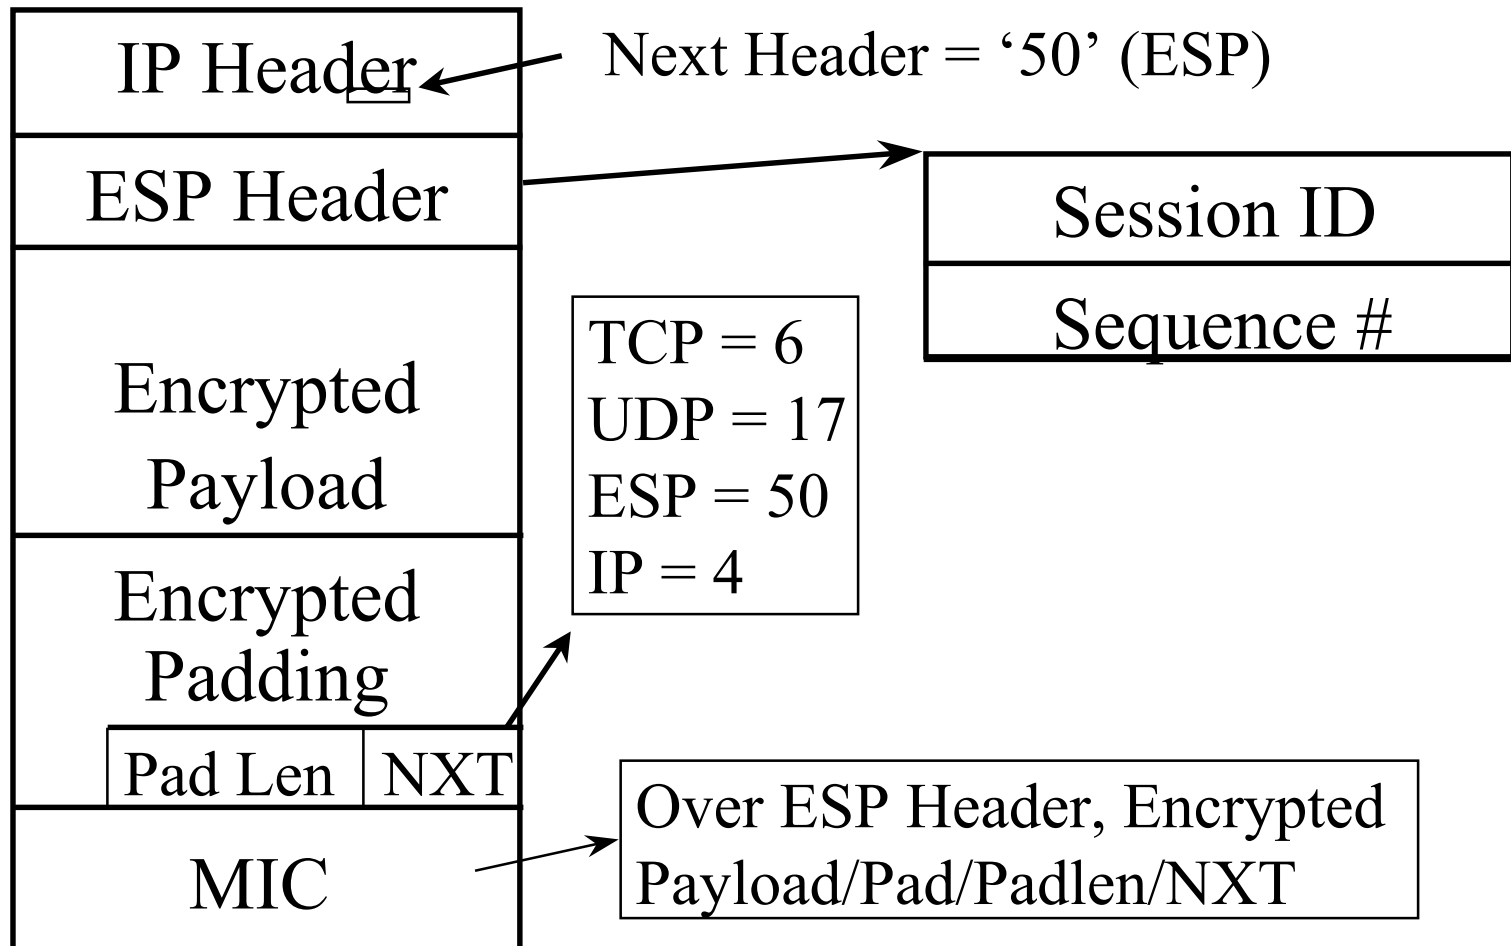 IP Header
Next Header = ‘50’ (ESP)
ESP Header
Session ID
Sequence #
Encrypted
Payload
TCP = 6
UDP = 17
ESP = 50
IP = 4
Encrypted
Padding
Pad Len
NXT
MIC
Over ESP Header, Encrypted
Payload/Pad/Padlen/NXT